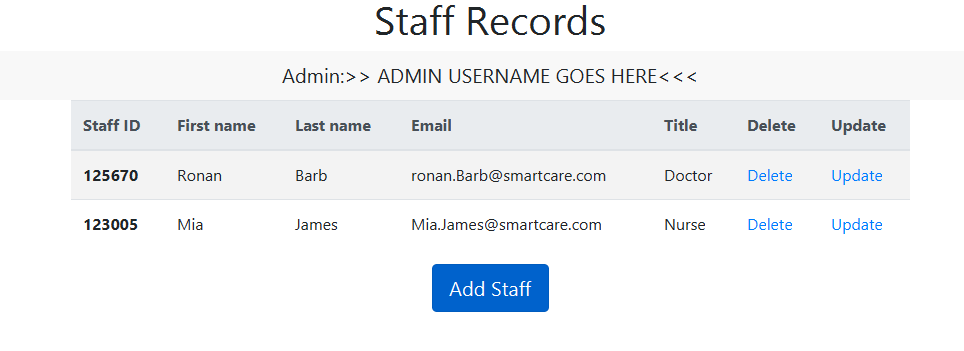 Staff Records
Admin:>> ADMIN USERNAME GOES HERE<<<
Staff ID First name Last name Email Title Delete Update
125670 Ronan Barb ronan.Barb@smartcare.com Doctor Delete Update
123005 Mia James Mia.James@smartcare.com Nurse Delete Update
Add Staff